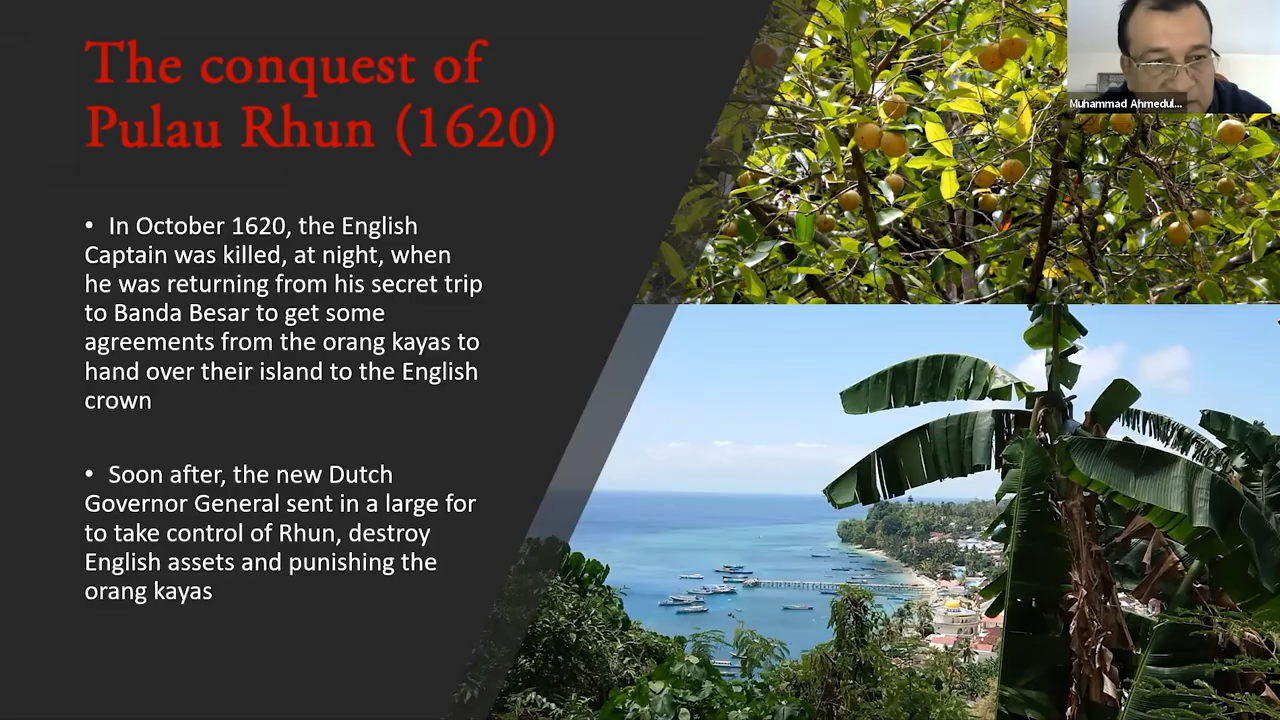 The conquest of
Pulau Rhun (1620)
• In October 1620, the English
Captain was killed, at night, when
he was returning from his secret trip
to Banda Besar to get some
agreements from the orang kayas to
hand over their island to the English
crown
• Soon after, the new Dutch
Governor General sent in a large for
to take control of Rhun, destroy
English assets and punishing the
orang kayas
Muhammad Ahmedul...